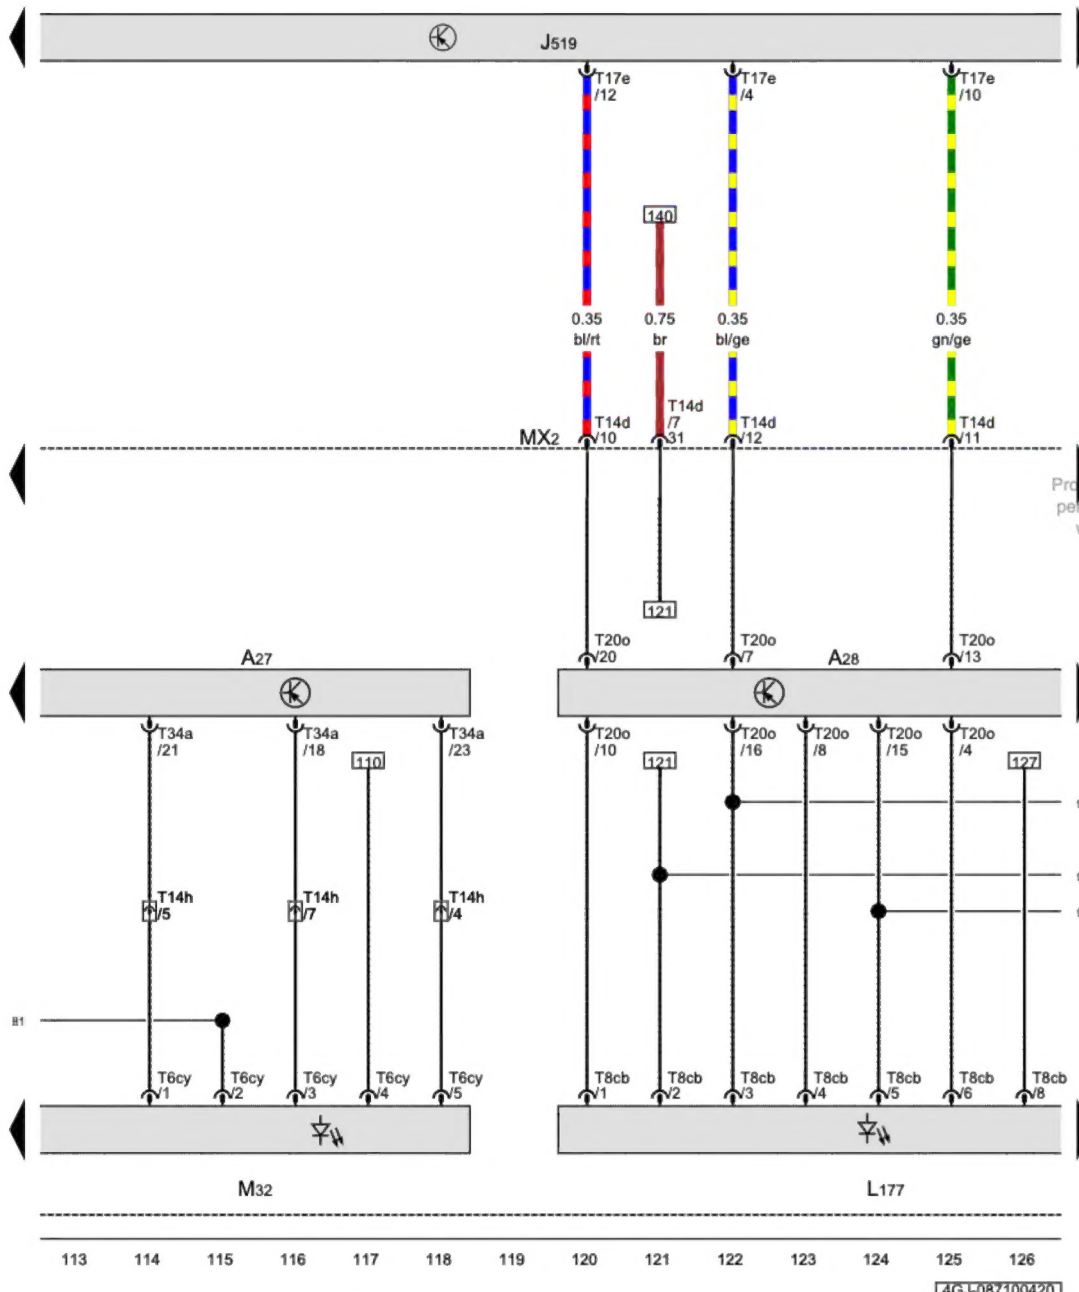 J519
T17e T17e T17e
/12 /4 /10
140
0.35 0.75 0.35 0.35
bl/rt br bl/ge gn/ge
T14d
/7
T14d T14d T14d
MX2 /10 31 /12 /11
Pro
121
T20o T20o T20o
A27 /20 /7 A28 /13
T34a T34a T34a T20o T20o T20o T20o T20o
/21 /18 /23 /10 /16 /8 /15 /4
110 121 127
T14h T14h T14h
/5 /7 /4
T6cy T6cy T6cy T6cy T6cy T8cb T8cb T8cb T8cb T8cb T8cb T8cb
/1 /2 /3 /4 /5 /1 /2 /3 /4 /5 /6 /8
M32 L177
113 114 115 116 117 118 119 120 121 122 123 124 125 126